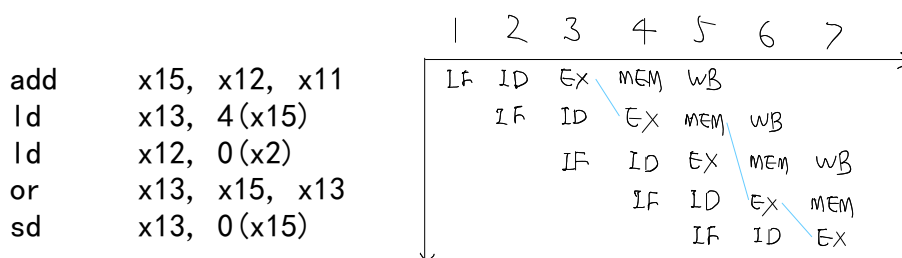 1 2 3 4 5 6 7
add x15, x12, x11 IF ID EX MEM WB
ld x13, 4(x15) IF ID EX MEM WB
ld x12, 0(x2) IF ID EX MEM WB
or x13, x15, x13 IF ID EX MEM
sd x13, 0(x15) IF ID EX